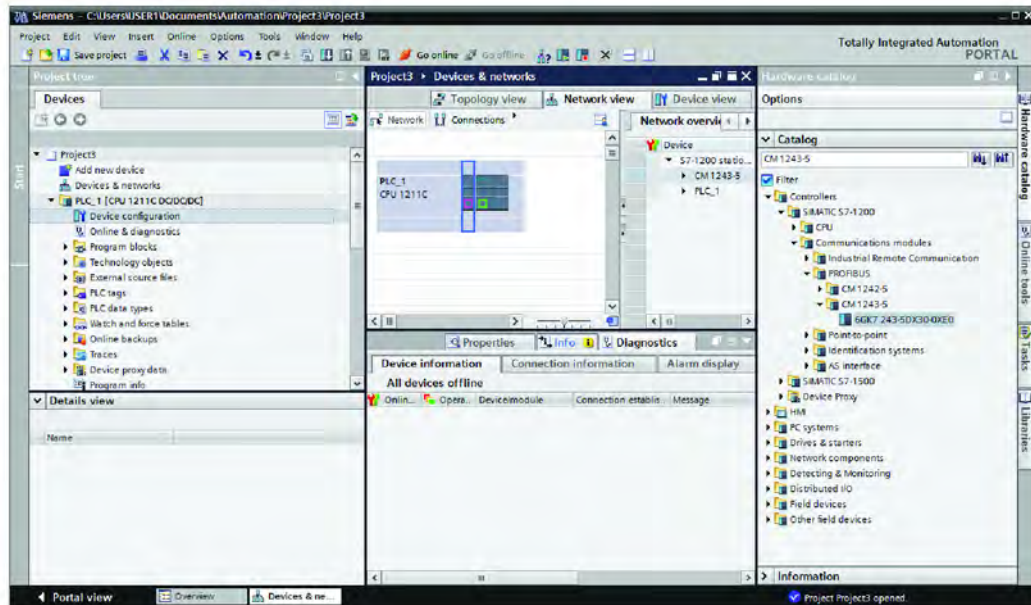 Siemens - C:\Users\USER1\Documents\Automation\Project3\Project3
Project Edit View Insert Online Options Tools Window Help
Totally Integrated Automation
PORTAL
Save project Go online Go offline
Project tree
Devices
Project3
Add new device
Devices & networks
PLC_1 [CPU 1211C DC/DC/DC]
Device configuration
Online & diagnostics
Program blocks
Technology objects
External source files
PLC tags
PLC data types
Watch and force tables
Online backups
Traces
Device proxy data
Program info
Details view
Name
Project3 Devices & networks
Topology view Network view Device view
Network Connections
PLC_1
CPU 1211C
Network overvi
Device
S7-1200 statio...
CM 1243-5
PLC_1
Properties Info Diagnostics
Device information Connection information Alarm display
All devices offline
Onlin... Opera.. Device/module Connection establis.. Message
Hardware catalog
Options
Catalog
CM1243-5
Filter
Controllers
SIMATIC S7-1200
CPU
Communications modules
Industrial Remote Communication
PROFIBUS
CM 1242-5
CM 1243-5
6GK7 243-5DX30-0XE0
Point-to-point
Identification systems
AS interface
SIMATIC S7-1500
Device Proxy
HMI
PC systems
Drives & starters
Network components
Detecting & Monitoring
Distributed I/O
Field devices
Other field devices
Information
Start
Hardware catalog
Online tools
Tasks
Libraries
Portal view
Overview
Devices & ne...
Project Project3 opened.